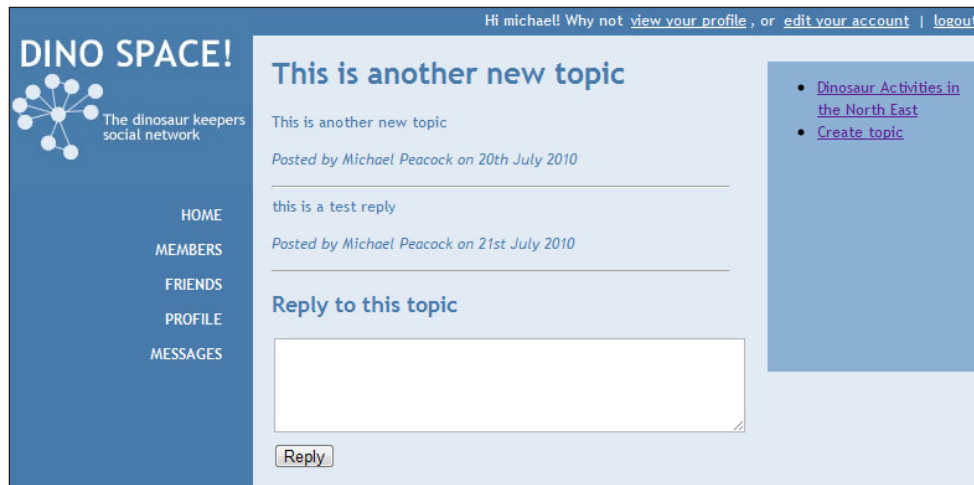 Hi michael! Why not view your profile , or edit your account | logout
DINO SPACE!
The dinosaur keepers
social network
HOME
MEMBERS
FRIENDS
PROFILE
MESSAGES
This is another new topic
This is another new topic
Posted by Michael Peacock on 20th July 2010
this is a test reply
Posted by Michael Peacock on 21st July 2010
Reply to this topic
Reply
Dinosaur Activities in
the North East
Create topic